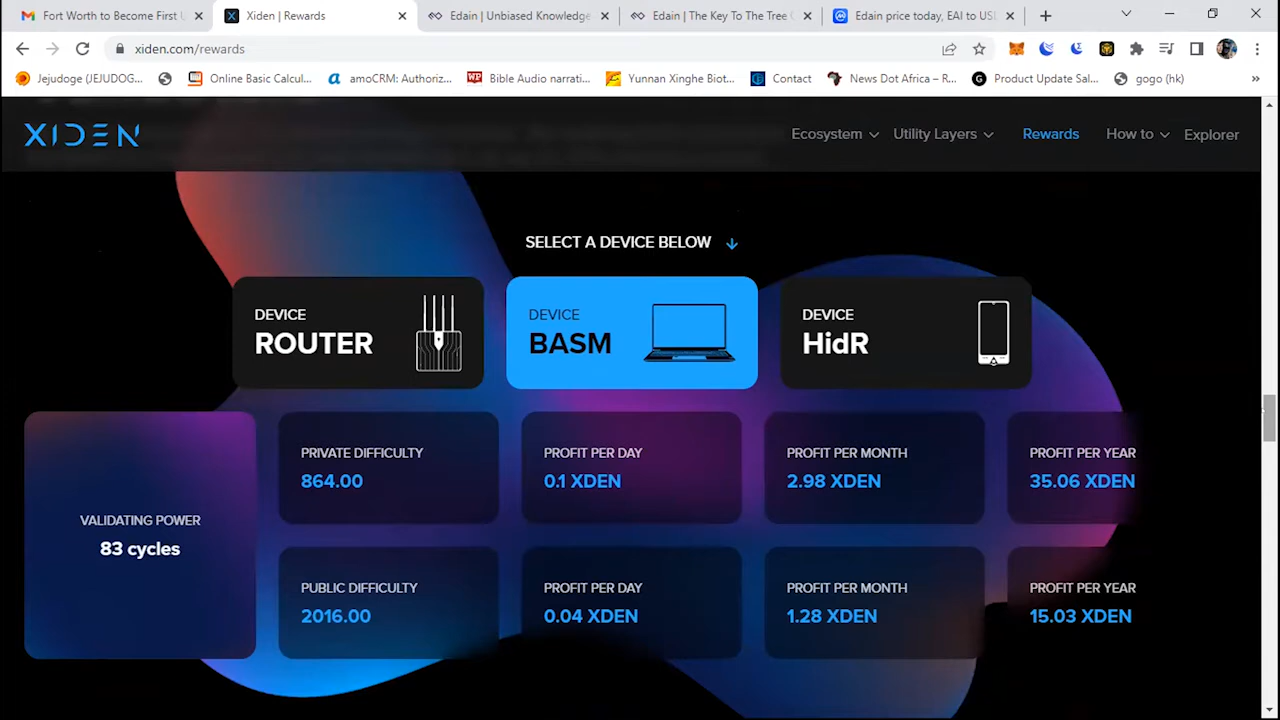 Fort Worth to Become First U
Xiden | Rewards
Edain | Unbiased Knowledge
Edain | The Key To The Tree
Edain price today, EAI to US
xiden.com/rewards
Jejudoge (JEJUDOG...
Online Basic Calcul...
amoCRM: Authoriz...
Bible Audio narrati...
Yunnan Xinghe Biot...
Contact
News Dot Africa – R...
Product Update Sal...
gogo (hk)
XIDEN
Ecosystem
Utility Layers
Rewards
How to
Explorer
SELECT A DEVICE BELOW
DEVICE
ROUTER
DEVICE
BASM
DEVICE
HidR
VALIDATING POWER
83 cycles
PRIVATE DIFFICULTY
864.00
PROFIT PER DAY
0.1 XDEN
PROFIT PER MONTH
2.98 XDEN
PROFIT PER YEAR
35.06 XDEN
PUBLIC DIFFICULTY
2016.00
PROFIT PER DAY
0.04 XDEN
PROFIT PER MONTH
1.28 XDEN
PROFIT PER YEAR
15.03 XDEN